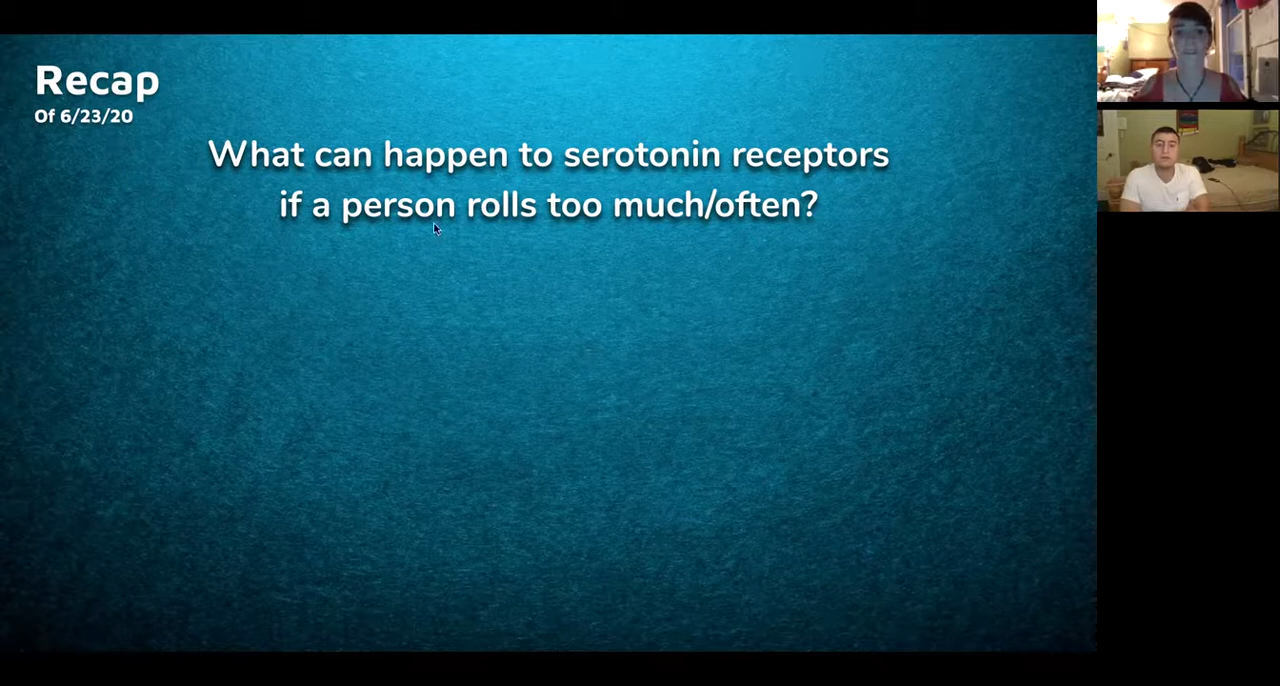 Recap
Of 6/23/20
What can happen to serotonin receptors
if a person rolls too much/often?